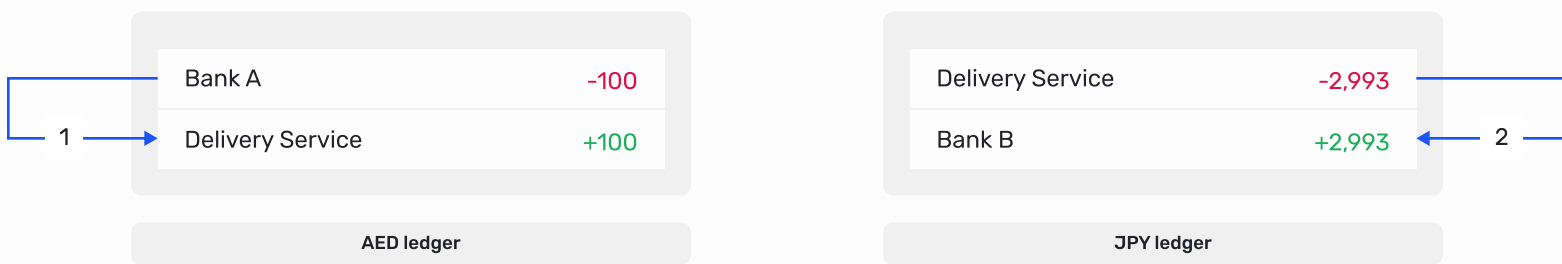 Bank A -100
1 Delivery Service +100
AED ledger
Delivery Service -2,993
Bank B +2,993 2
JPY ledger